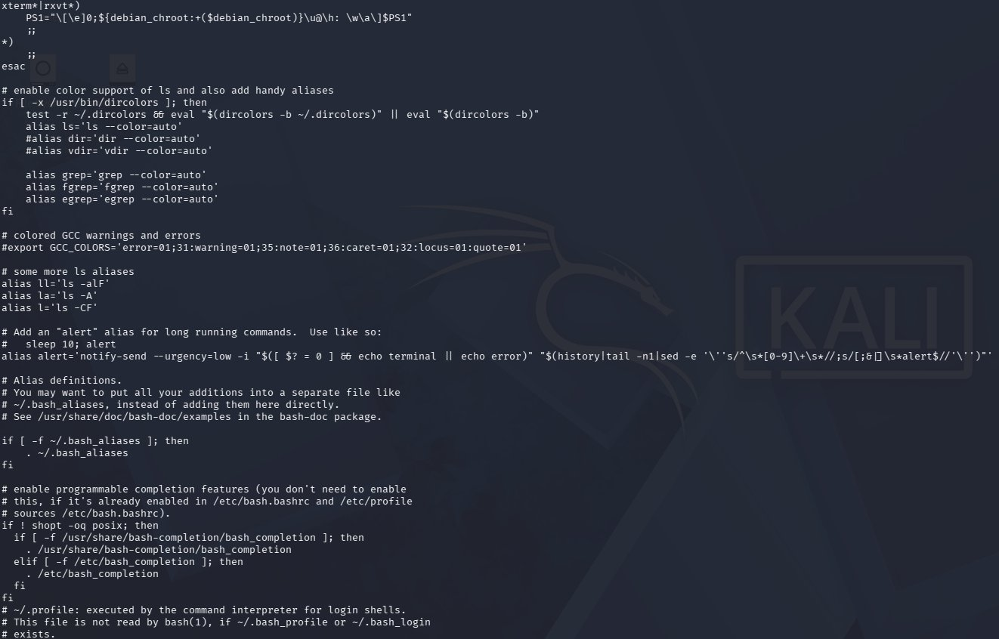 xterm*|rxvt*)
    PS1="\[\e]0;${debian_chroot:+($debian_chroot)}\u@\h: \w\a\]$PS1"
    ;;
*)
    ;;
esac

# enable color support of ls and also add handy aliases
if [ -x /usr/bin/dircolors ]; then
    test -r ~/.dircolors && eval "$(dircolors -b ~/.dircolors)" || eval "$(dircolors -b)"
    alias ls='ls --color=auto'
    #alias dir='dir --color=auto'
    #alias vdir='vdir --color=auto'

    alias grep='grep --color=auto'
    alias fgrep='fgrep --color=auto'
    alias egrep='egrep --color=auto'
fi

# colored GCC warnings and errors
#export GCC_COLORS='error=01;31:warning=01;35:note=01;36:caret=01;32:locus=01:quote=01'

# some more ls aliases
alias ll='ls -alF'
alias la='ls -A'
alias l='ls -CF'

# Add an "alert" alias for long running commands.  Use like so:
#   sleep 10; alert
alias alert='notify-send --urgency=low -i "$([ $? = 0 ] && echo terminal || echo error)" "$(history|tail -n1|sed -e '\''s/^\s*[0-9]\+\s*//;s/[;&|]\s*alert$//'\'')"'

# Alias definitions.
# You may want to put all your additions into a separate file like
# ~/.bash_aliases, instead of adding them here directly.
# See /usr/share/doc/bash-doc/examples in the bash-doc package.

if [ -f ~/.bash_aliases ]; then
    . ~/.bash_aliases
fi

# enable programmable completion features (you don't need to enable
# this, if it's already enabled in /etc/bash.bashrc and /etc/profile
# sources /etc/bash.bashrc).
if ! shopt -oq posix; then
  if [ -f /usr/share/bash-completion/bash_completion ]; then
    . /usr/share/bash-completion/bash_completion
  elif [ -f /etc/bash_completion ]; then
    . /etc/bash_completion
  fi
fi
# ~/.profile: executed by the command interpreter for login shells.
# This file is not read by bash(1), if ~/.bash_profile or ~/.bash_login
# exists.
KALI